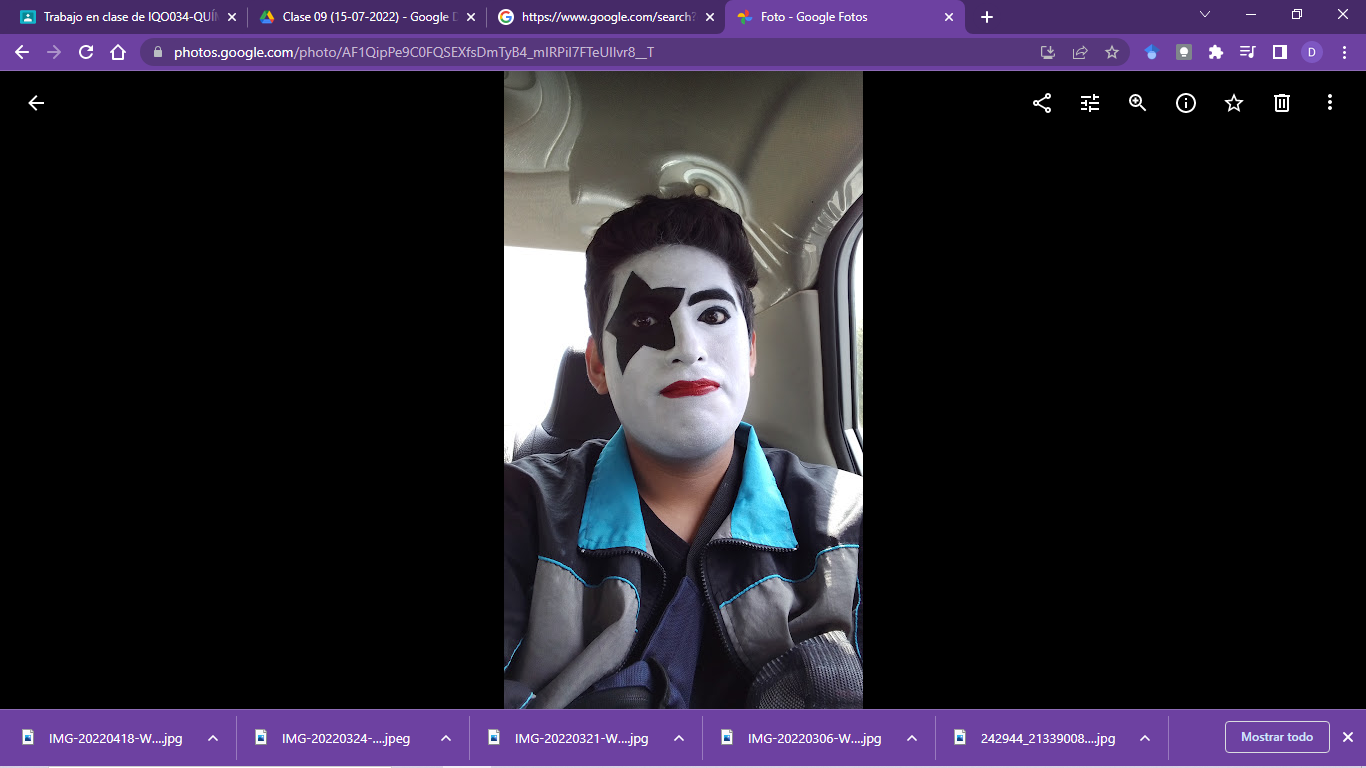 Trabajo en clase de IQO034-QUÍM
Clase 09 (15-07-2022) - Google D
https://www.google.com/search?
Foto - Google Fotos
photos.google.com/photo/AF1QipPe9C0FQSEXfsDmTyB4_mIRPiI7FTeUIlvr8__T
D
IMG-20220418-W....jpg
IMG-20220324-....jpeg
IMG-20220321-W....jpg
IMG-20220306-W....jpg
242944_21339008....jpg
Mostrar todo